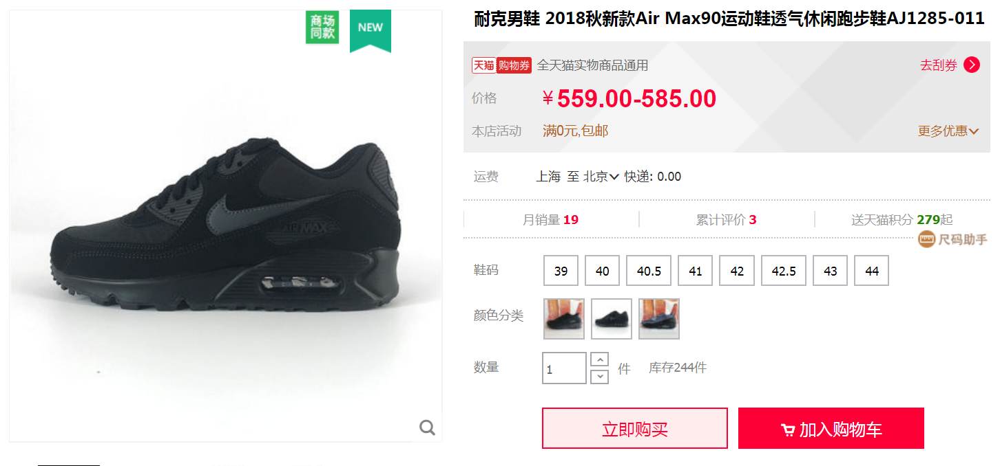 商场
同款
NEW
AIR MAX
耐克男鞋 2018秋新款Air Max90运动鞋透气休闲跑步鞋AJ1285-011
天猫 购物券 全天猫实物商品通用 去刮券
价格 ¥559.00-585.00
本店活动 满0元,包邮 更多优惠
运费 上海 至 北京 快递: 0.00
月销量 19 累计评价 3 送天猫积分 279起
尺码助手
鞋码 39 40 40.5 41 42 42.5 43 44
颜色分类
数量 1 件 库存244件
立即购买 加入购物车